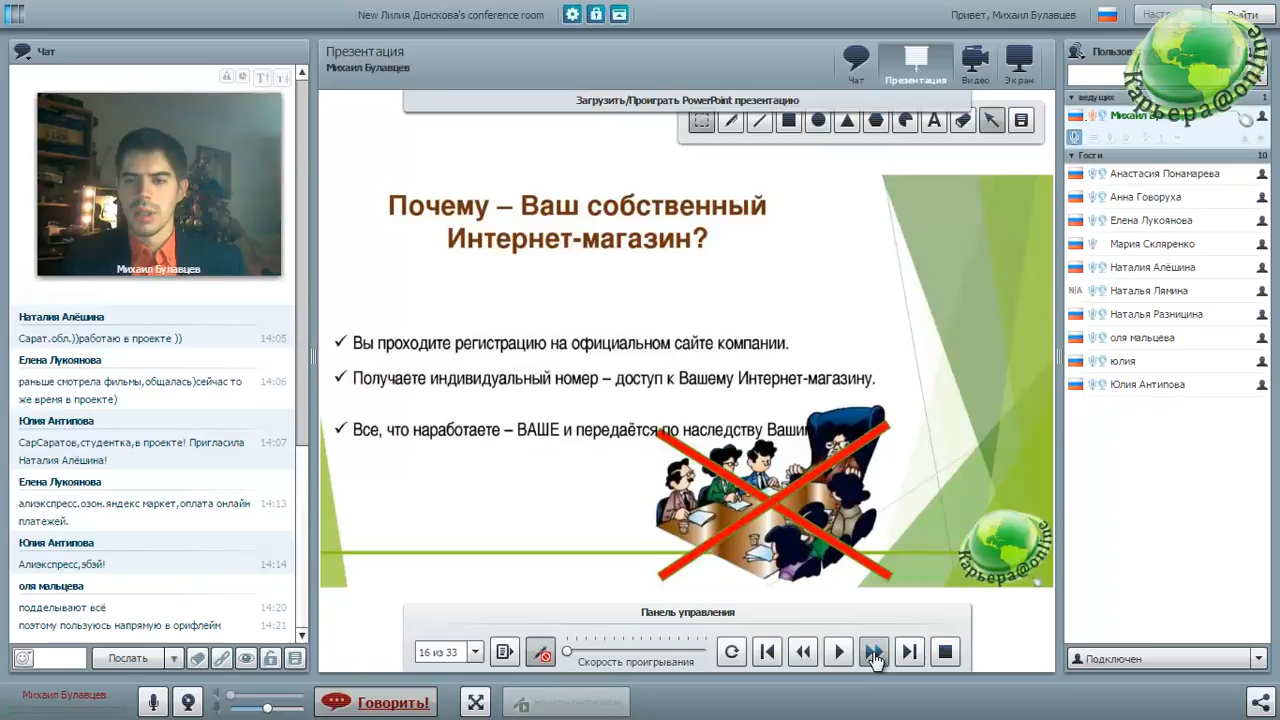 New Лилия Донскова's conference room
Привет, Михаил Булавцев
Выйти
Чат
Михаил Булавцев
Наталия Алёшина
Сарат.обл.))работаю в проекте ))
14:05
Елена Лукоянова
раньше смотрела фильмы,общалась)сейчас то
же время в проекте)
14:06
Юлия Антипова
СарСаратов,студентка,в проекте! Пригласила
Наталия Алёшина!
14:07
Елена Лукоянова
алиэкспресс.озон.яндекс маркет,оплата онлайн
платежей.
14:13
Юлия Антипова
Алиэкспресс,эбэй!
14:14
оля мальцева
подделывают всё
14:20
поэтому пользуюсь напрямую в орифлейм
14:21
Послать
Презентация
Михаил Булавцев
Чат
Презентация
Видео
Экран
Загрузить/Проиграть PowerPoint презентацию
Почему – Ваш собственный
Интернет-магазин?
✓ Вы проходите регистрацию на официальном сайте компании.
✓ Получаете индивидуальный номер – доступ к Вашему Интернет-магазину.
✓ Все, что наработаете – ВАШЕ и передаётся по наследству
Карьера@online
Панель управления
16 из 33
Скорость проигрывания
Карьера@online
ведущих
1
Гости
10
Анастасия Понамарева
Анна Говоруха
Елена Лукоянова
Мария Скляренко
Наталия Алёшина
N|A
Наталья Лямина
Наталья Разницина
оля мальцева
юлия
Юлия Антипова
Подключен
Михаил Булавцев
Говорить!